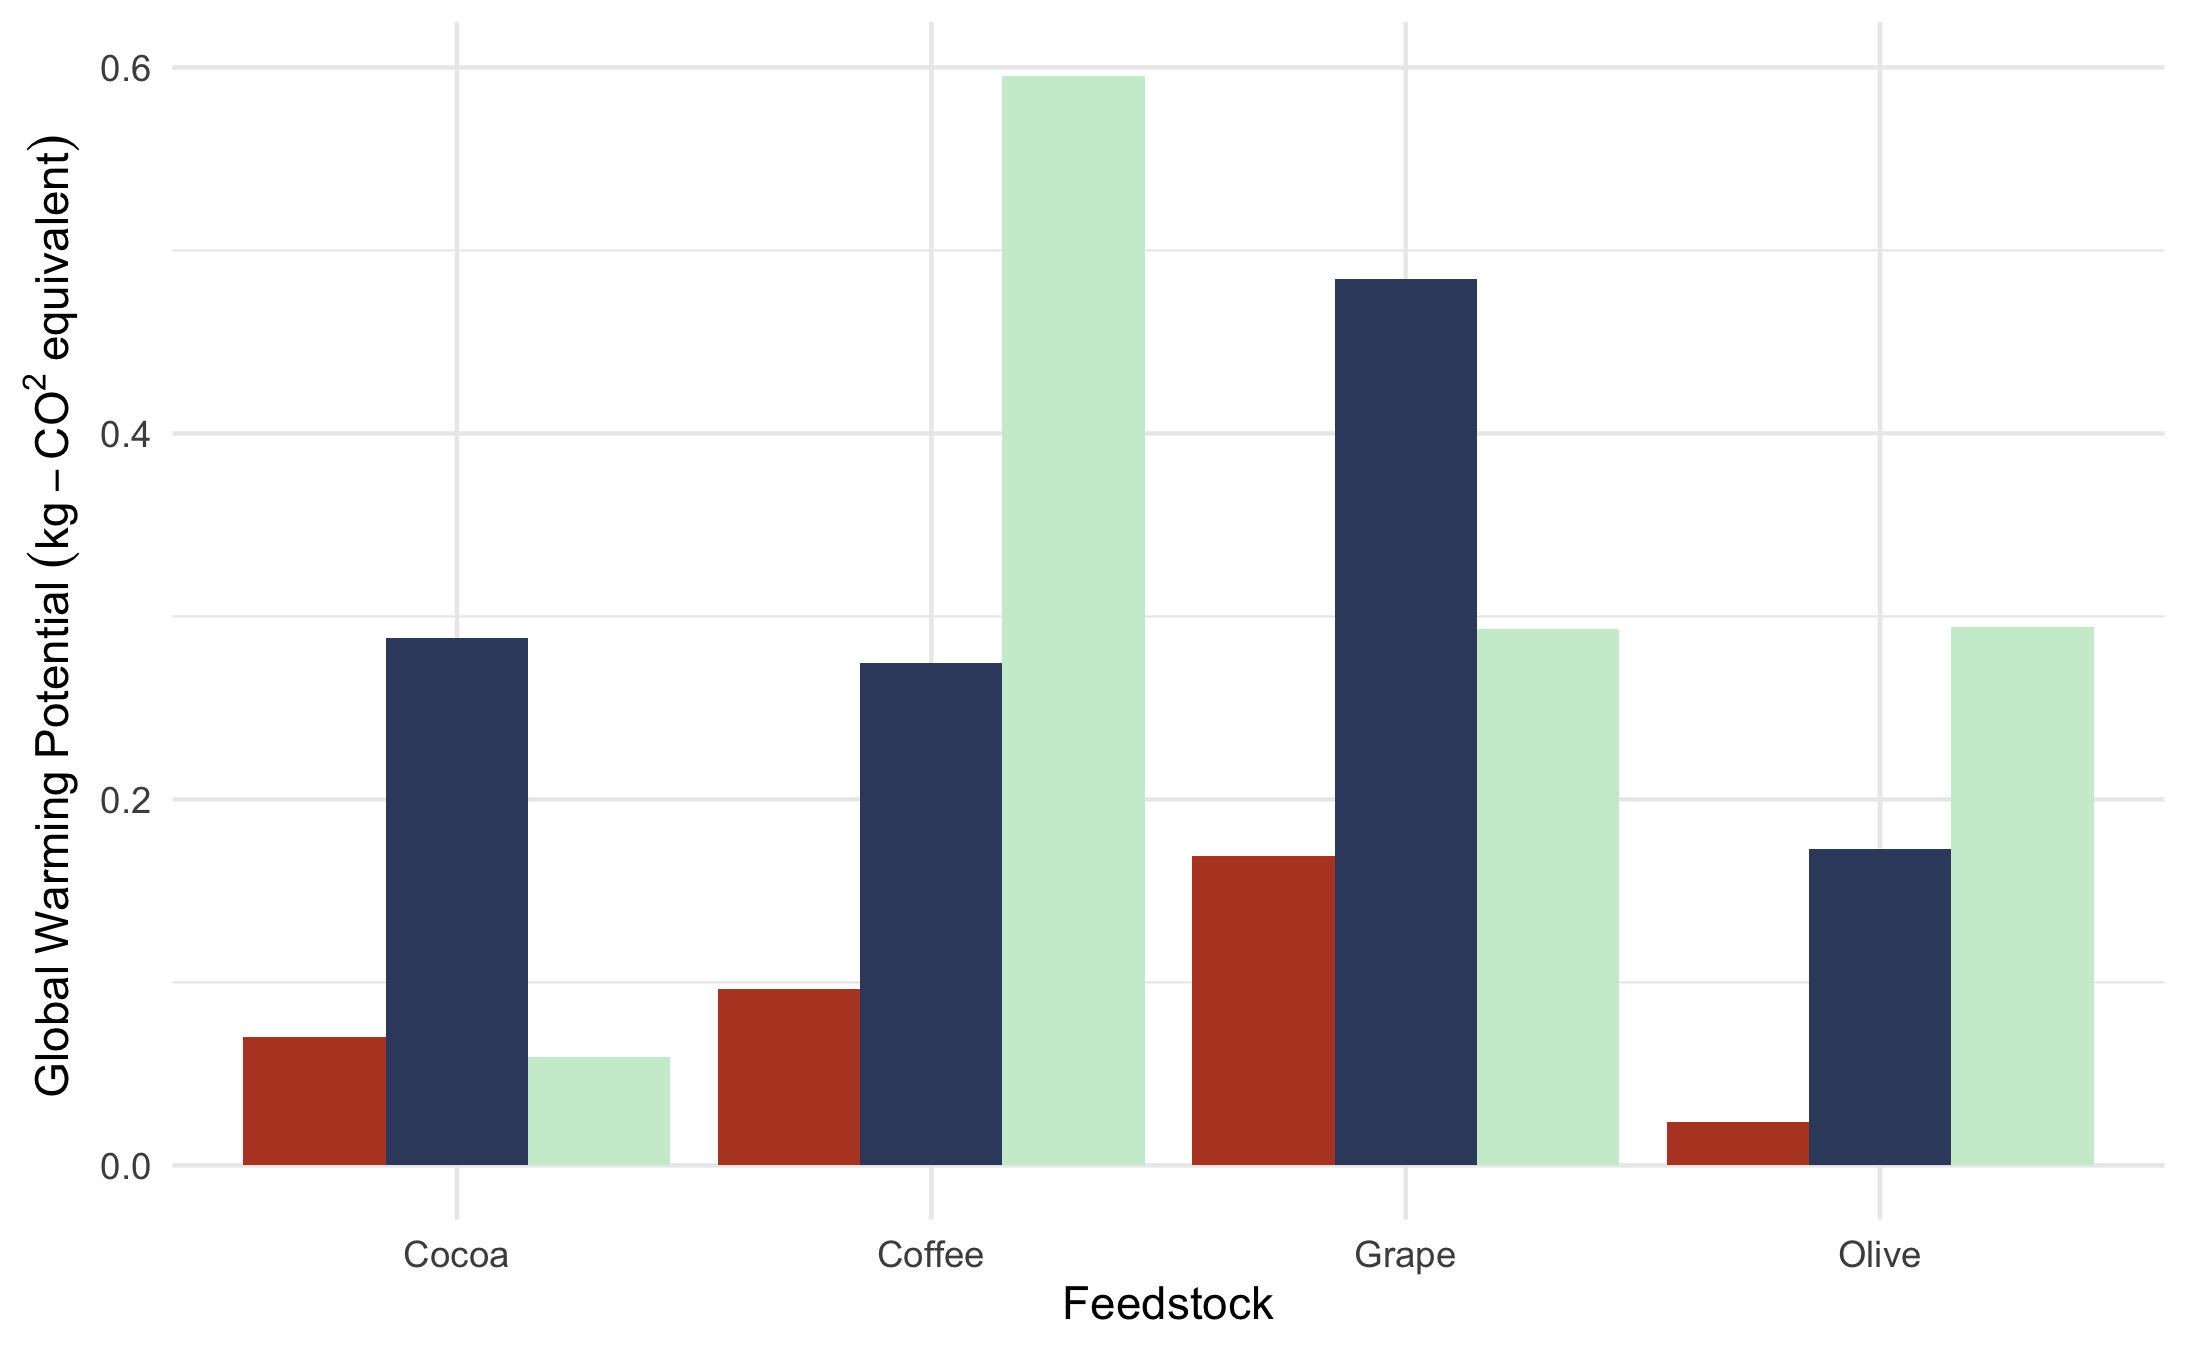 Global Warming Potential (kg – CO² equivalent)
0.6
0.4
0.2
0.0
Cocoa
Coffee
Grape
Olive
Feedstock